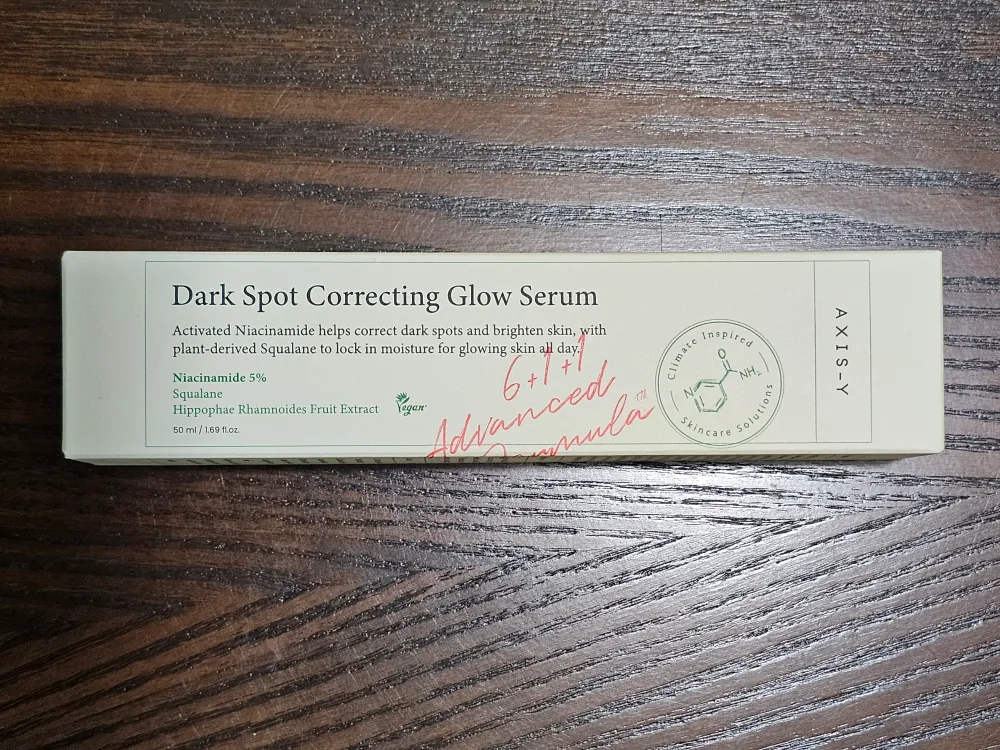 Dark Spot Correcting Glow Serum
Activated Niacinamide helps correct dark spots and brighten skin, with
plant-derived Squalane to lock in moisture for glowing skin all day.
Niacinamide 5%
Squalane
Hippophae Rhamnoides Fruit Extract
Vegan
50 ml / 1.69 fl.oz.
6+1+1
Advanced
Formula™
Climate Inspired
O
N
NH₂
Skincare Solutions
AXIS-Y